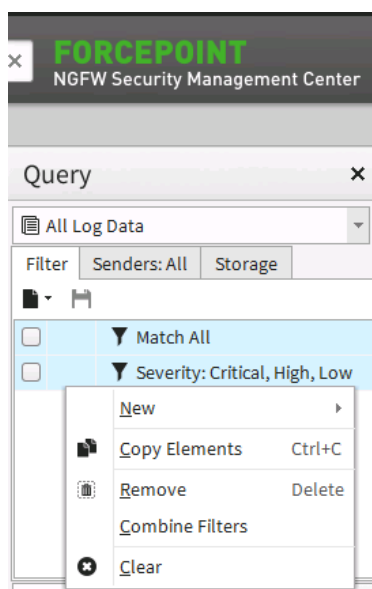 FORCEPOINT
NGFW Security Management Center
Query
All Log Data
Filter Senders: All Storage
Match All
Severity: Critical, High, Low
New
Copy Elements Ctrl+C
Remove Delete
Combine Filters
Clear